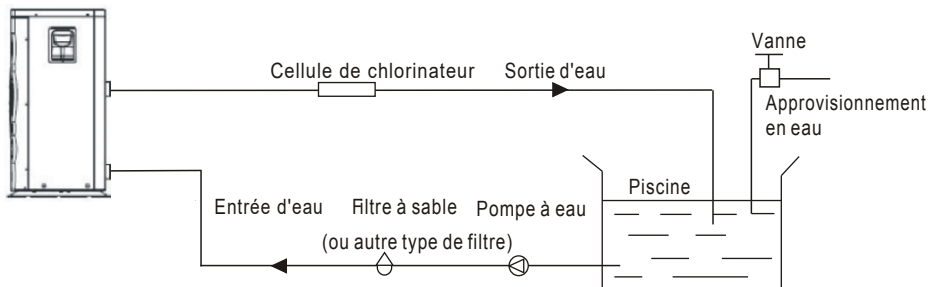 Vanne
Cellule de chlorinateur
Sortie d'eau
Approvisionnement
en eau
Piscine
Entrée d'eau
Filtre à sable
Pompe à eau
(ou autre type de filtre)